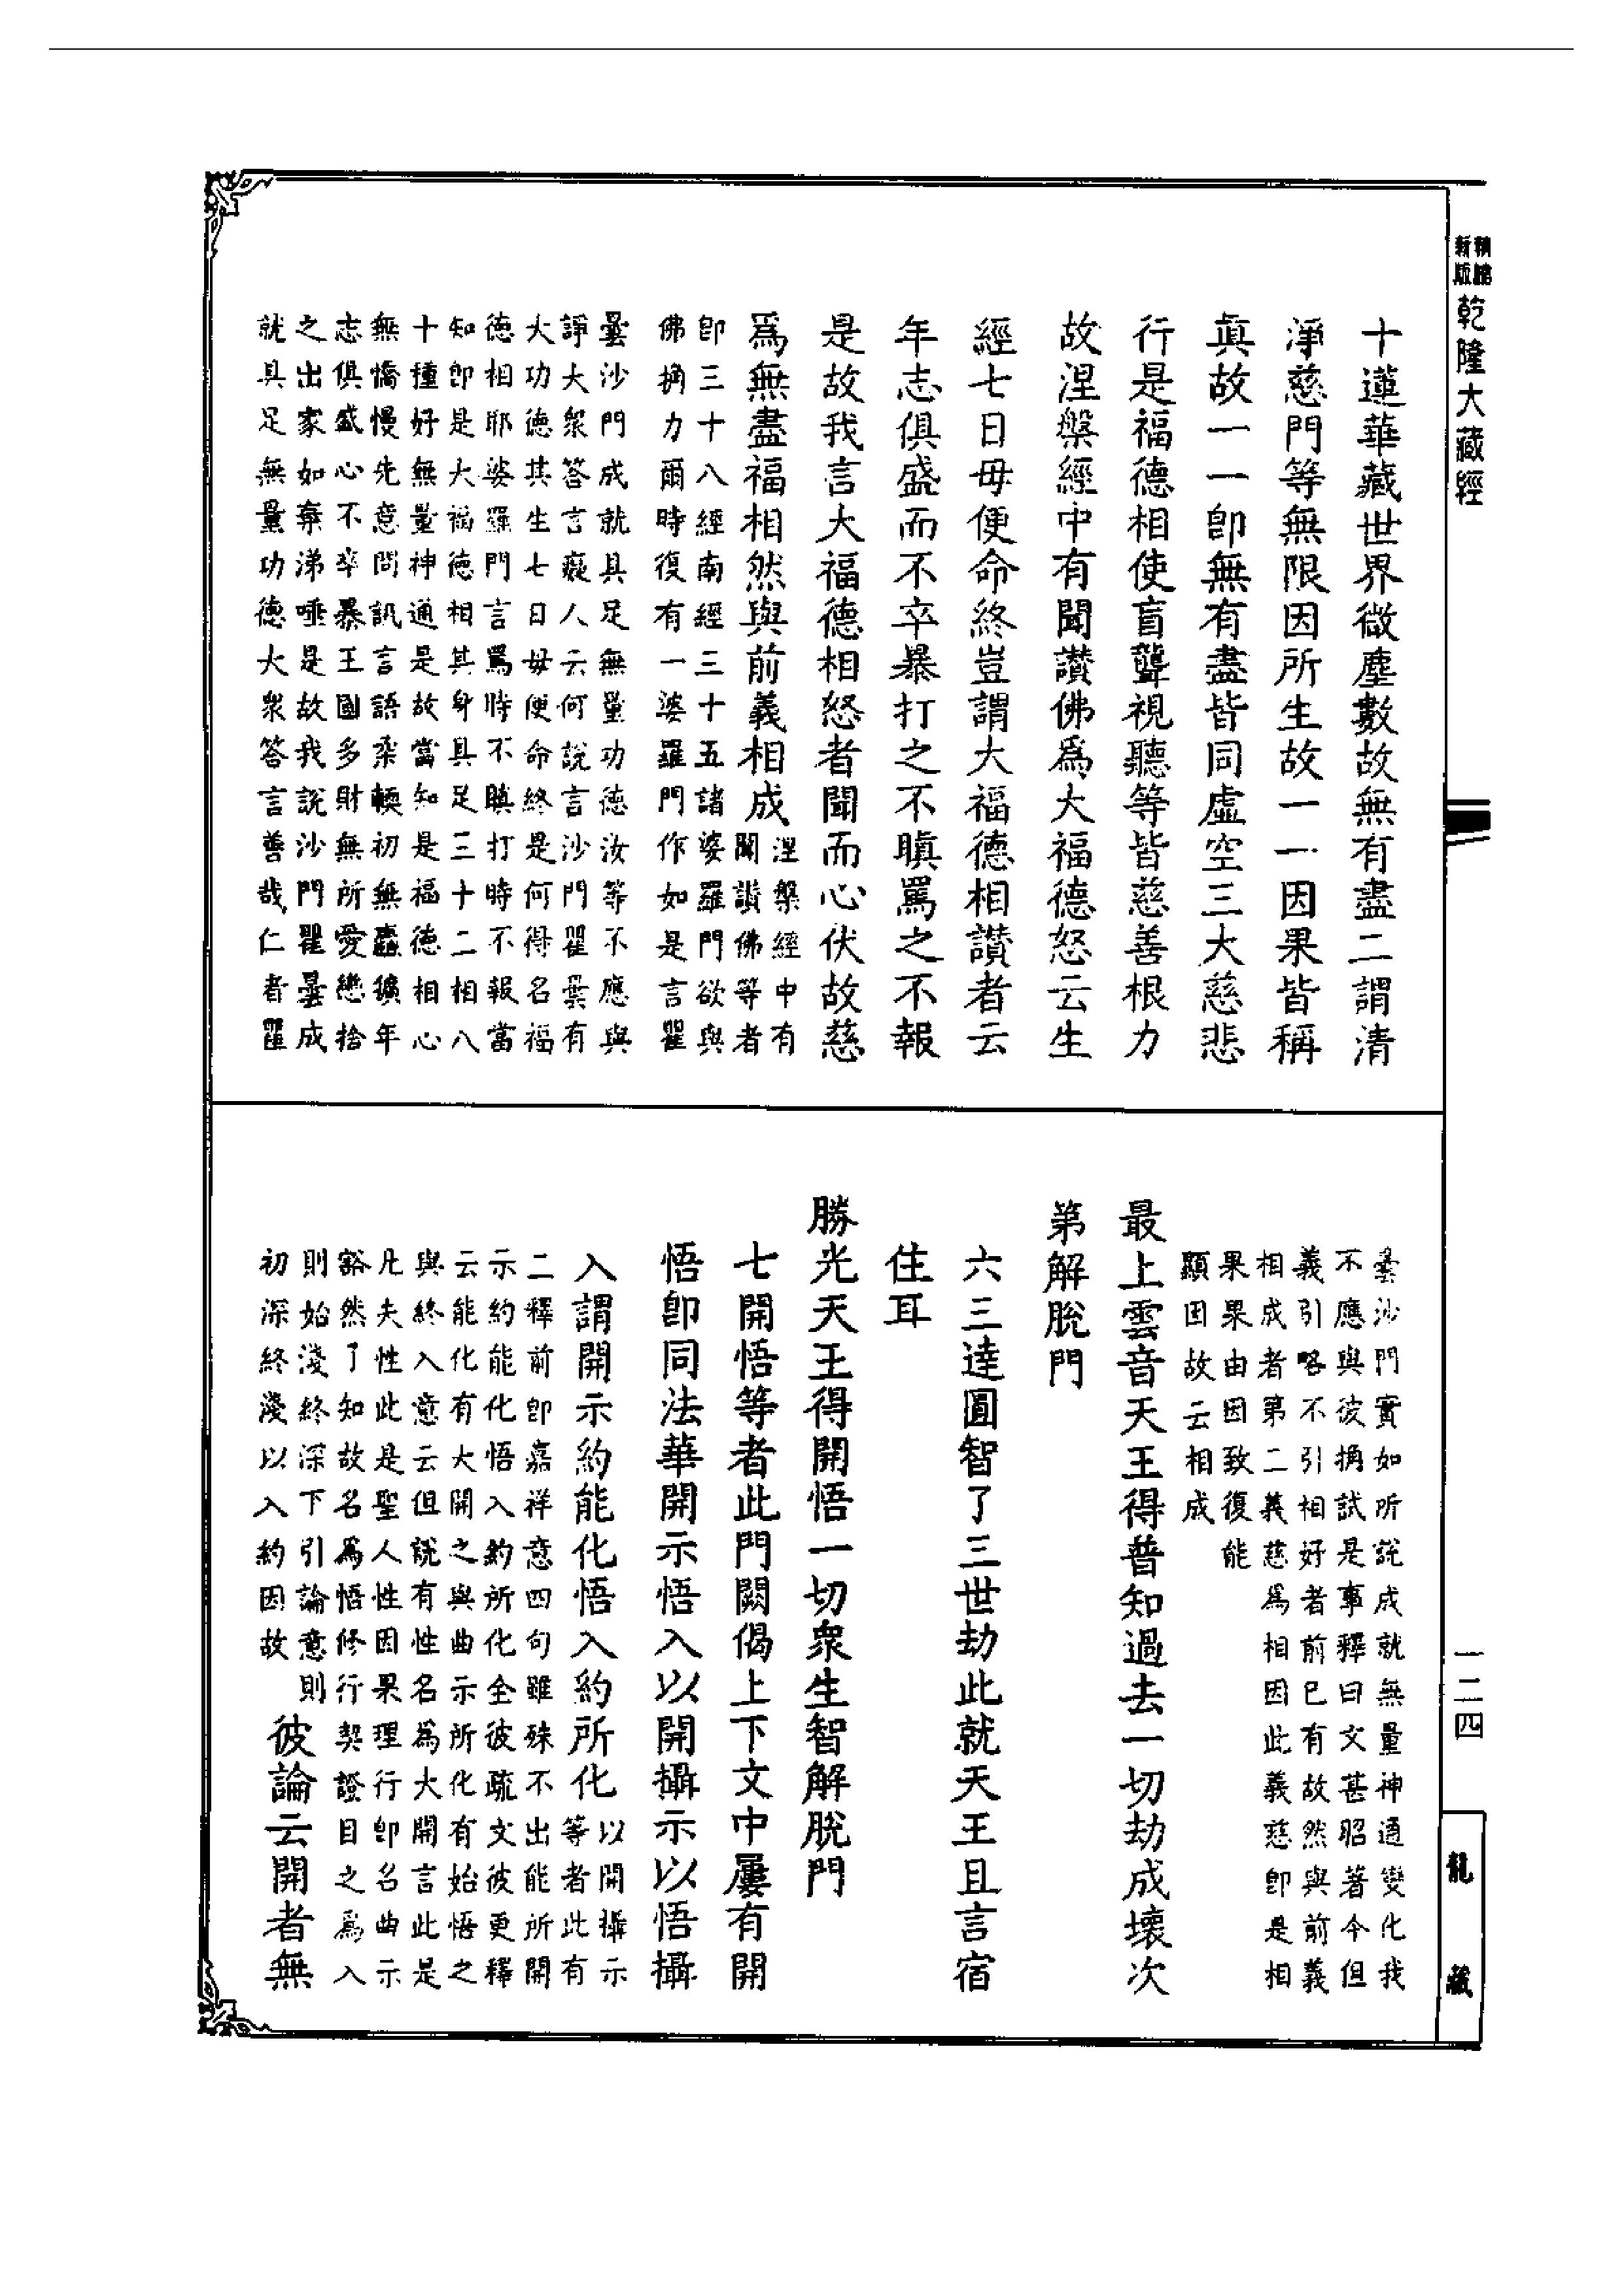 精縮新版 乾隆大藏經
十蓮華藏世界微塵數故無有盡二謂清
淨慈門等無限因所生故一一因果皆稱
眞故一一卽無有盡皆同虛空三大慈悲
行是福德相使盲聾視聽等皆慈善根力
故涅槃經中有聞讚佛爲大福德怒云生
經七日母便命終豈謂大福德相讚者云
年志俱盛而不卒暴打之不瞋罵之不報
是故我言大福德相怒者聞而心伏故慈
爲無盡福相然與前義相成
涅槃經中有
聞讚佛等者
卽三十八經南經三十五諸婆羅門欲與
佛捔力爾時復有一婆羅門作如是言瞿
曇沙門成就具足無量功德汝等不應與
諍大衆答言癡人云何說言沙門瞿曇有
大功德其生七日母便命終是何得名福
德相耶婆羅門言罵時不瞋打時不報當
知卽是大福德相其身具足三十二相八
十種好無量神通是故當知是福德相心
無憍慢先意問訊言語柔輭初無麤獷年
志俱盛心不卒暴王國多財無所愛戀捨
之出家如棄涕唾是故我說沙門瞿曇成
就具足無量功德大衆答言善哉仁者瞿
曇沙門實如所說成就無量神通變化我
不應與彼捔試是事釋曰文甚昭著今但
義引略不引相好者前已有故然與前義
相成者第二義慈爲相因此義慈卽是相
果果由因致復能
顯因故云相成
最上雲音天王得普知過去一切劫成壞次
第解脫門
六三達圓智了三世劫此就天王且言宿
住耳
勝光天王得開悟一切衆生智解脫門
七開悟等者此門闕偈上下文中屢有開
悟卽同法華開示悟入以開攝示以悟攝
入謂開示約能化悟入約所化
以開攝示
等者此有
二釋前卽嘉祥意四句雖殊不出能所開
示約能化悟入約所化全彼疏文彼更釋
云能化有大開之與曲示所化有始悟之
與終入意云但說有性名爲大開言此是
凡夫性此是聖人性因果理行卽名曲示
豁然了知故名爲悟修行契證目之爲入
則始淺終深下引論意則
初深終淺以入約因故
彼論云開者無
一二四
龍藏